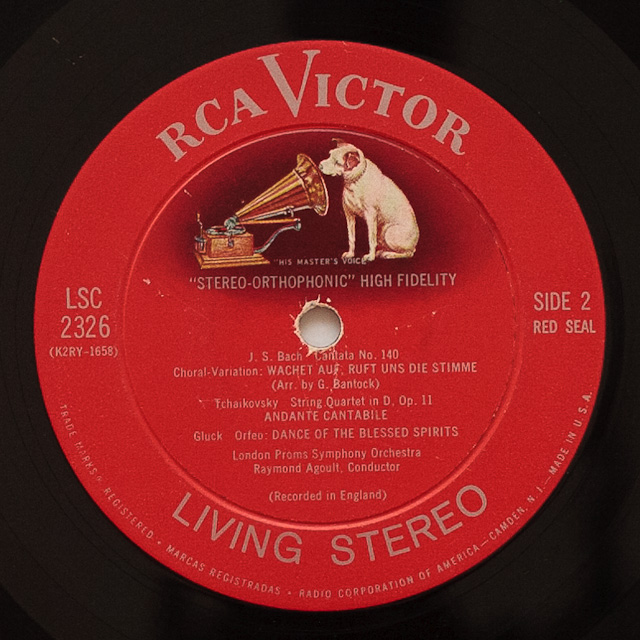 RCA VICTOR
"HIS MASTER'S VOICE"
"STEREO-ORTHOPHONIC" HIGH FIDELITY
LSC
2326
(K2RY-1658)
SIDE 2
RED SEAL
J. S. Bach Cantata No. 140
Choral-Variation: WACHET AUF, RUFT UNS DIE STIMME
(Arr. by G. Bantock)
Tchaikovsky String Quartet in D, Op. 11
ANDANTE CANTABILE
Gluck Orfeo: DANCE OF THE BLESSED SPIRITS
London Proms Symphony Orchestra
Raymond Agoult, Conductor
(Recorded in England)
LIVING STEREO
TRADE MARKS® REGISTERED • MARCAS REGISTRADAS • RADIO CORPORATION OF AMERICA—CAMDEN, N. J.—MADE IN U.S.A.